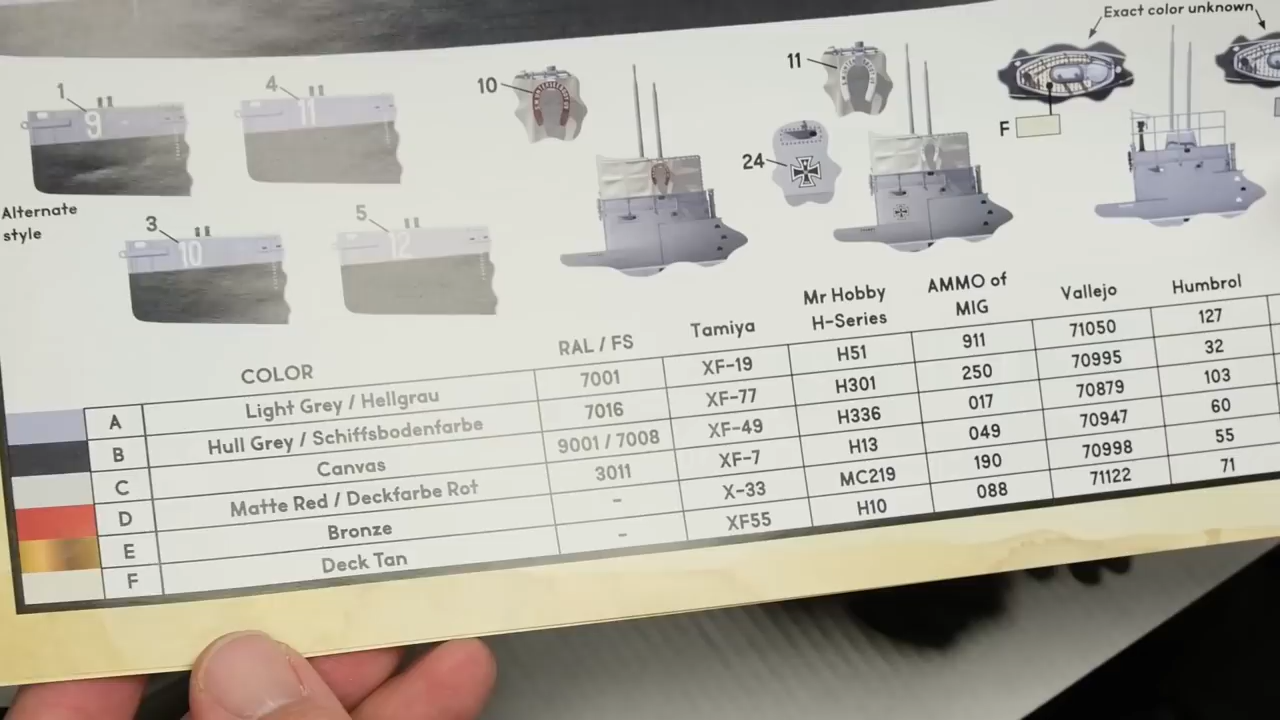 Exact color unknown
1
4
10
11
9
11
24
F
Alternate
style
3
5
10
12
COLOR RAL / FS Tamiya Mr Hobby H-Series AMMO of MIG Vallejo Humbrol
A Light Grey / Hellgrau 7001 XF-19 H51 911 71050 127
B Hull Grey / Schiffsbodenfarbe 7016 XF-77 H301 250 70995 32
C Canvas 9001 / 7008 XF-49 H336 017 70879 103
D Matte Red / Deckfarbe Rot 3011 XF-7 H13 049 70947 60
E Bronze - X-33 MC219 190 70998 55
F Deck Tan - XF55 H10 088 71122 71